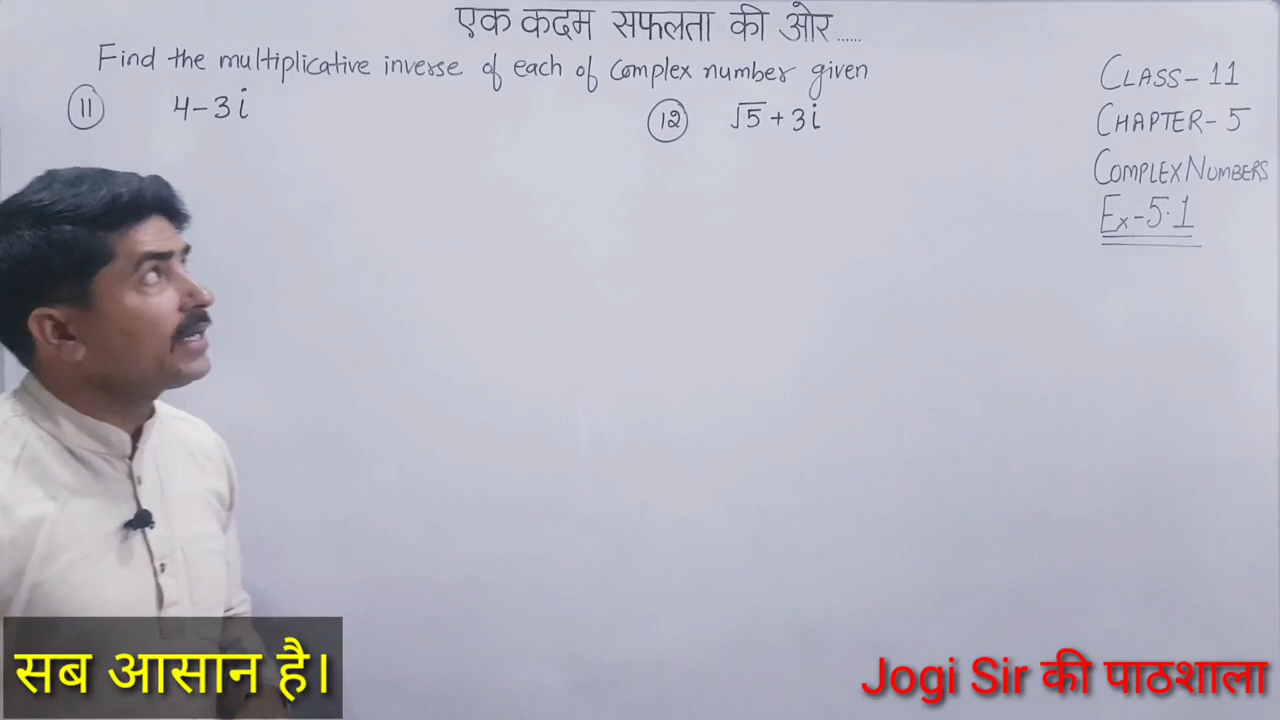 एक कदम सफलता की ओर......
Find the multiplicative inverse of each of complex number given
11 4-3i
12 √5+3i
CLASS-11
CHAPTER-5
COMPLEX NUMBERS
Ex-5.1
सब आसान है।
Jogi Sir की पाठशाला